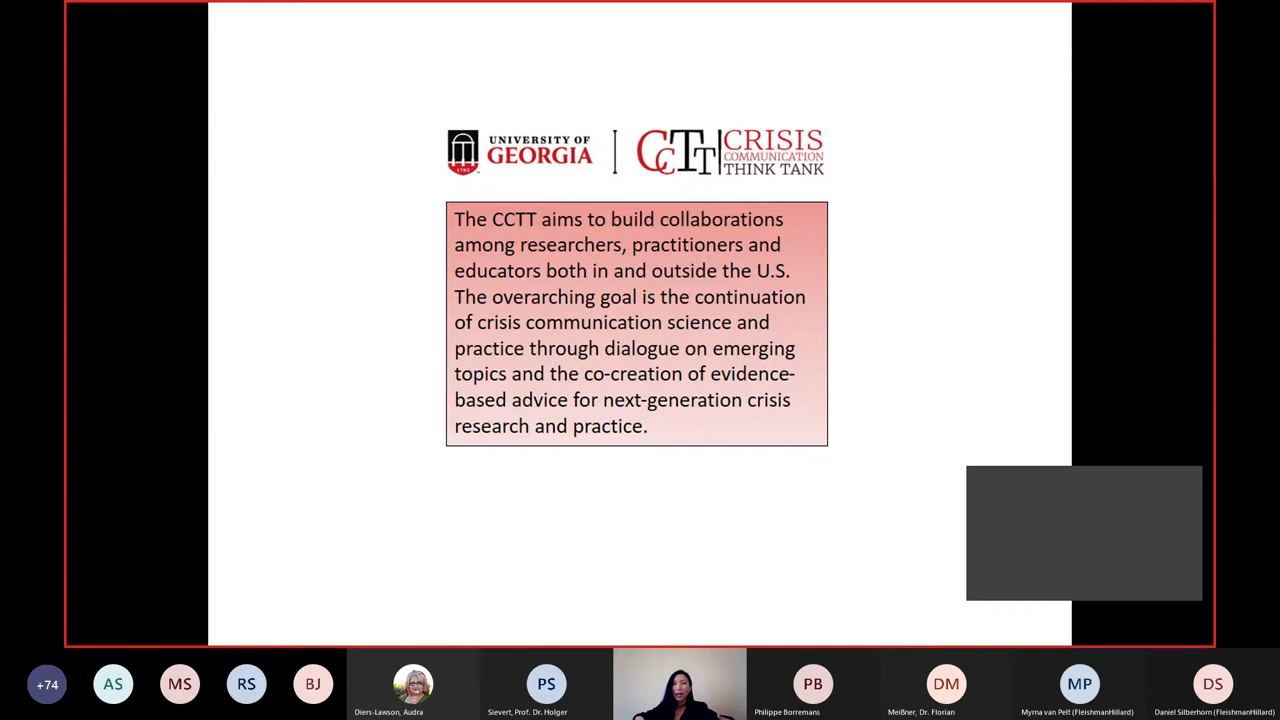 UNIVERSITY OF
GEORGIA
1785
CCTT
CRISIS
COMMUNICATION
THINK TANK
The CCTT aims to build collaborations
among researchers, practitioners and
educators both in and outside the U.S.
The overarching goal is the continuation
of crisis communication science and
practice through dialogue on emerging
topics and the co-creation of evidence-
based advice for next-generation crisis
research and practice.
+74
AS
MS
RS
BJ
PS
PB
DM
MP
DS
Diers-Lawson, Audra
Sievert, Prof. Dr. Holger
Philippe Borremans
Meißner, Dr. Florian
Myrna van Pelt (FleishmanHillard)
Daniel Silberhorn (FleishmanHillard)